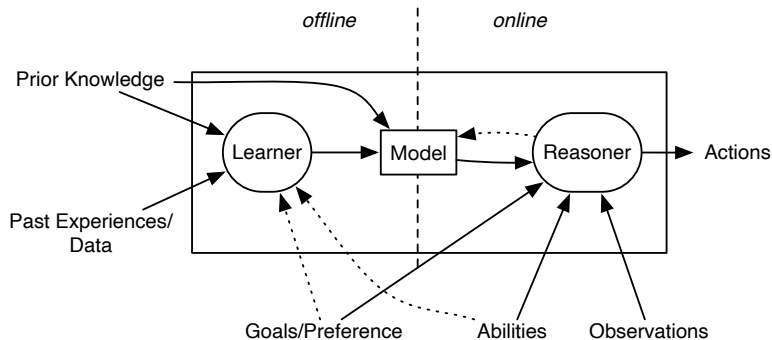 offline
online
Prior Knowledge
Learner
Model
Reasoner
Actions
Past Experiences/
Data
Goals/Preference
Abilities
Observations